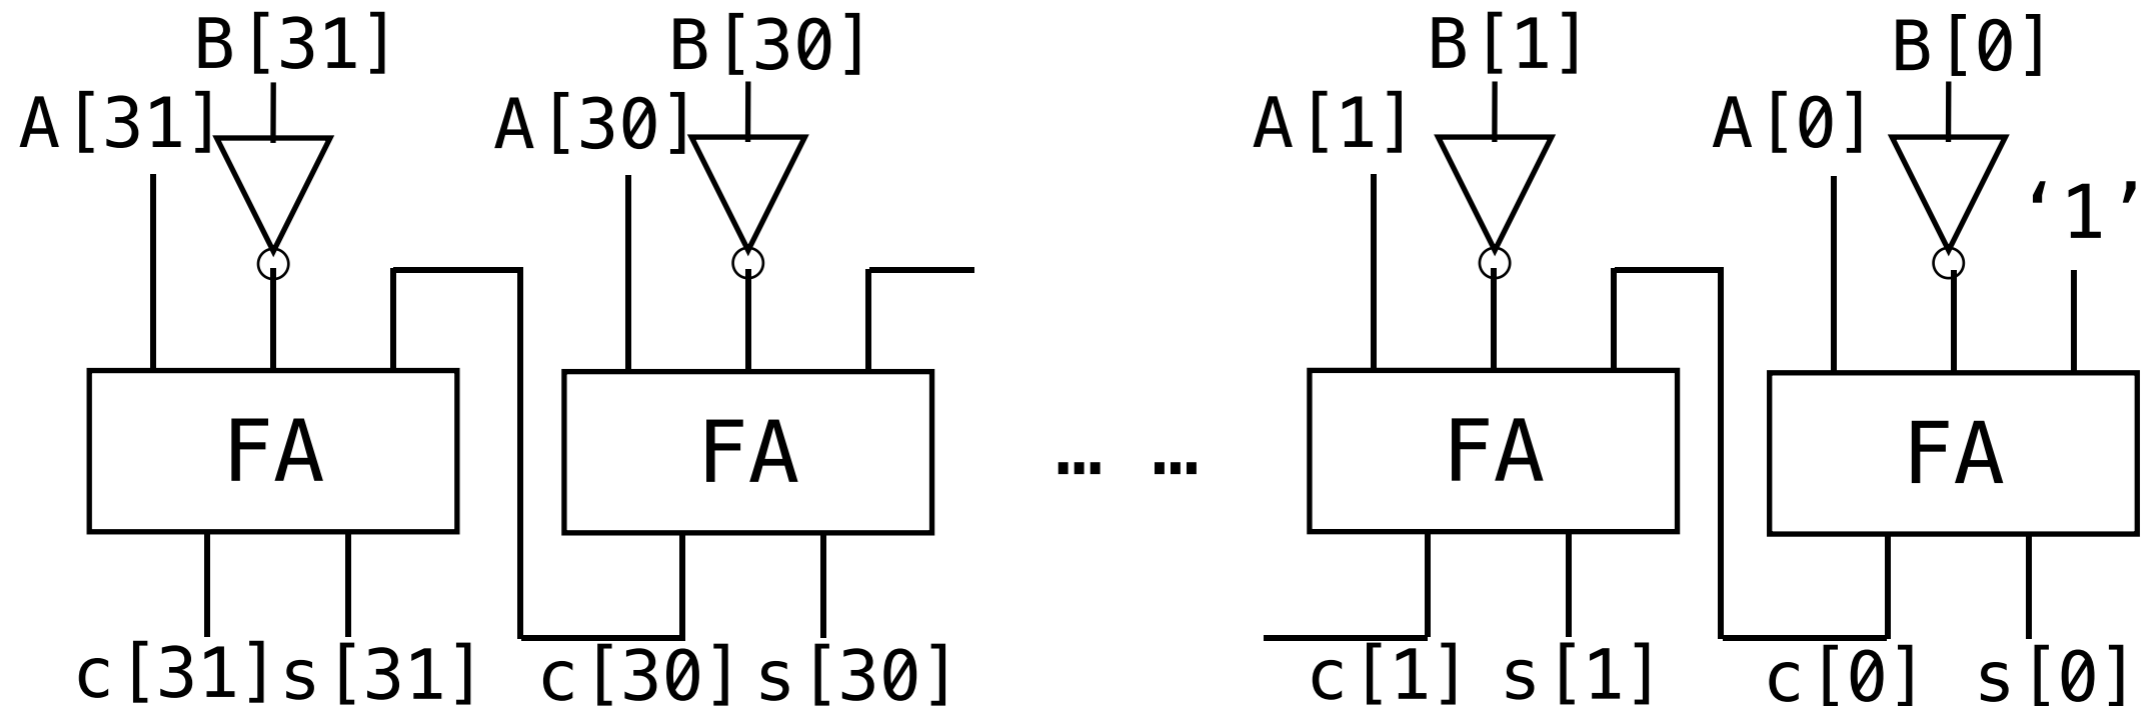 B[31] B[30] B[1] B[0]
A[31] A[30] A[1] A[0]
‘1’
FA FA … … FA FA
c[31] s[31] c[30] s[30] c[1] s[1] c[0] s[0]